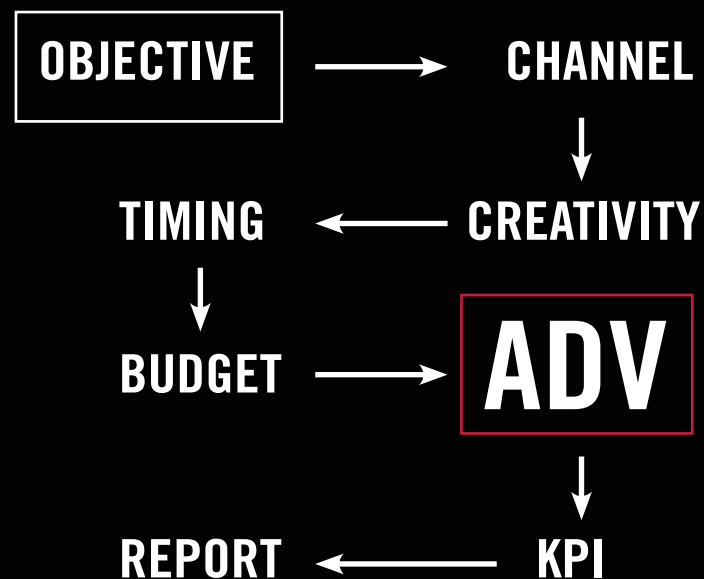 OBJECTIVE
CHANNEL
TIMING
CREATIVITY
BUDGET
ADV
REPORT
KPI